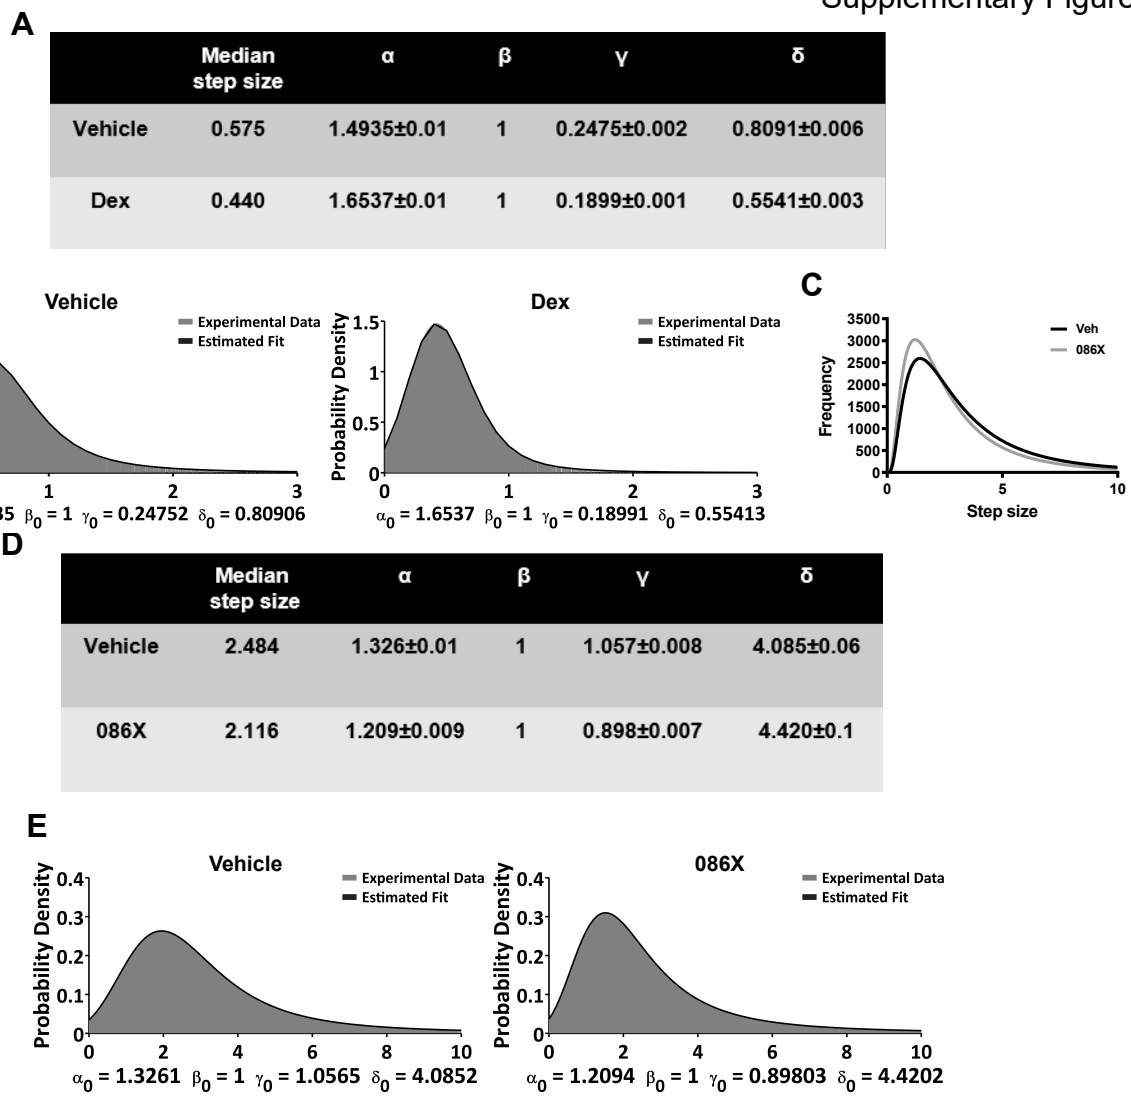 Supplementary Figure
A
Median step size α β γ δ
Vehicle 0.575 1.4935±0.01 1 0.2475±0.002 0.8091±0.006
Dex 0.440 1.6537±0.01 1 0.1899±0.001 0.5541±0.003
Vehicle
Experimental Data
Estimated Fit
1 2 3
35 β0 = 1 γ0 = 0.24752 δ0 = 0.80906
Dex
Experimental Data
Estimated Fit
Probability Density
1.5
1
0.5
0
0 1 2 3
α0 = 1.6537 β0 = 1 γ0 = 0.18991 δ0 = 0.55413
C
Veh
086X
Frequency
3500
3000
2500
2000
1500
1000
500
0
0 5 10
Step size
D
Median step size α β γ δ
Vehicle 2.484 1.326±0.01 1 1.057±0.008 4.085±0.06
086X 2.116 1.209±0.009 1 0.898±0.007 4.420±0.1
E
Vehicle
Experimental Data
Estimated Fit
Probability Density
0.4
0.3
0.2
0.1
0
0 2 4 6 8 10
α0 = 1.3261 β0 = 1 γ0 = 1.0565 δ0 = 4.0852
086X
Experimental Data
Estimated Fit
Probability Density
0.4
0.3
0.2
0.1
0
0 2 4 6 8 10
α0 = 1.2094 β0 = 1 γ0 = 0.89803 δ0 = 4.4202